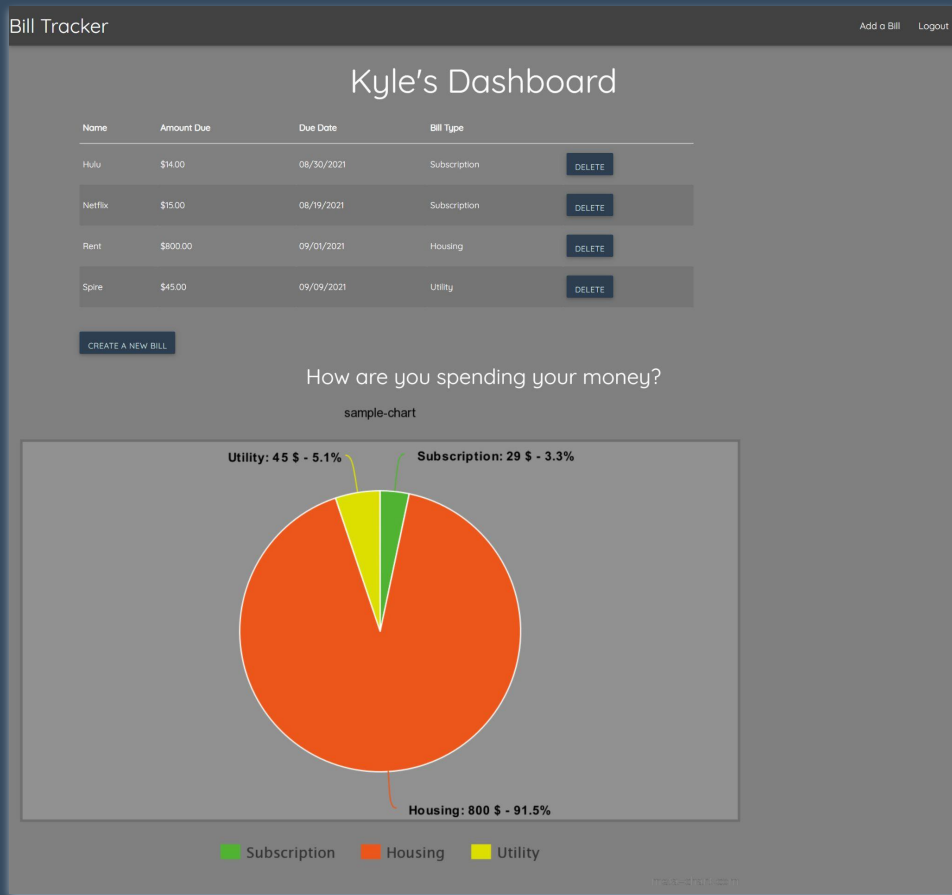 Bill Tracker Add a Bill Logout
Kyle's Dashboard
Name Amount Due Due Date Bill Type
Hulu $14.00 08/30/2021 Subscription DELETE
Netflix $15.00 08/19/2021 Subscription DELETE
Rent $800.00 09/01/2021 Housing DELETE
Spire $45.00 09/09/2021 Utility DELETE
CREATE A NEW BILL
How are you spending your money?
sample-chart
Utility: 45 $ - 5.1% Subscription: 29 $ - 3.3%
Housing: 800 $ - 91.5%
Subscription Housing Utility